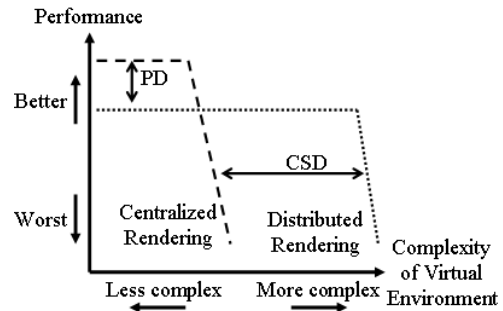 Performance
PD
Better
CSD
Worst
Centralized
Rendering
Distributed
Rendering
Complexity
of Virtual
Environment
Less complex
More complex